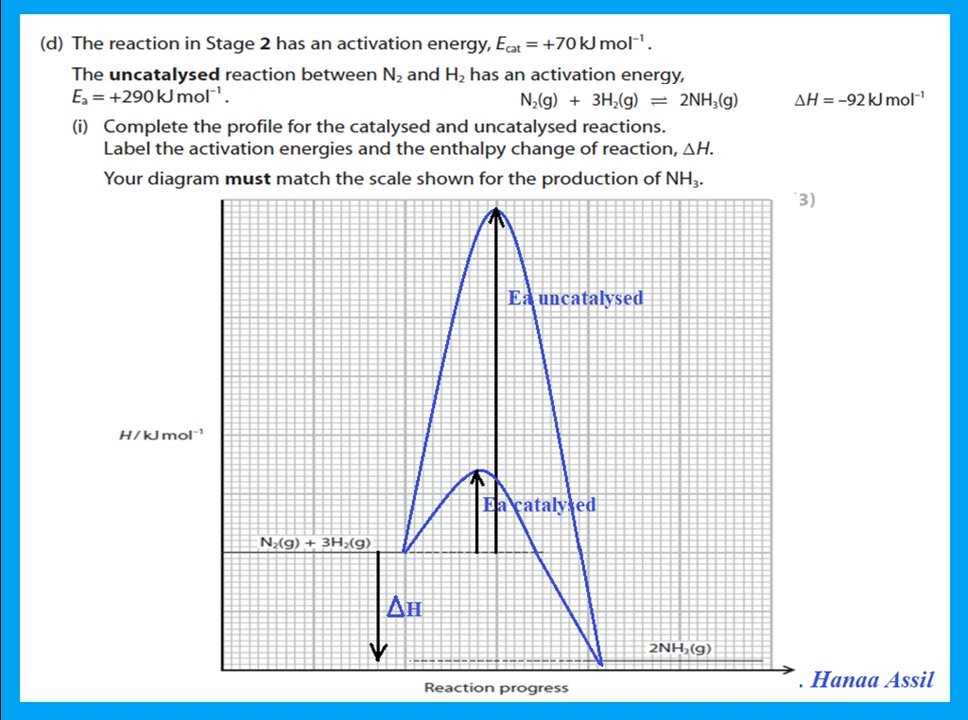 (d) The reaction in Stage 2 has an activation energy, Ecat = +70 kJ mol⁻¹.
The uncatalysed reaction between N₂ and H₂ has an activation energy,
Eₐ = +290 kJ mol⁻¹.
N₂(g) + 3H₂(g) ⇌ 2NH₃(g) ΔH = –92 kJ mol⁻¹
(i) Complete the profile for the catalysed and uncatalysed reactions.
Label the activation energies and the enthalpy change of reaction, ΔH.
Your diagram must match the scale shown for the production of NH₃.
3)
Ea uncatalysed
H/kJ mol⁻¹
Ea catalysed
N₂(g) + 3H₂(g)
ΔH
2NH₃(g)
Reaction progress
. Hanaa Assil